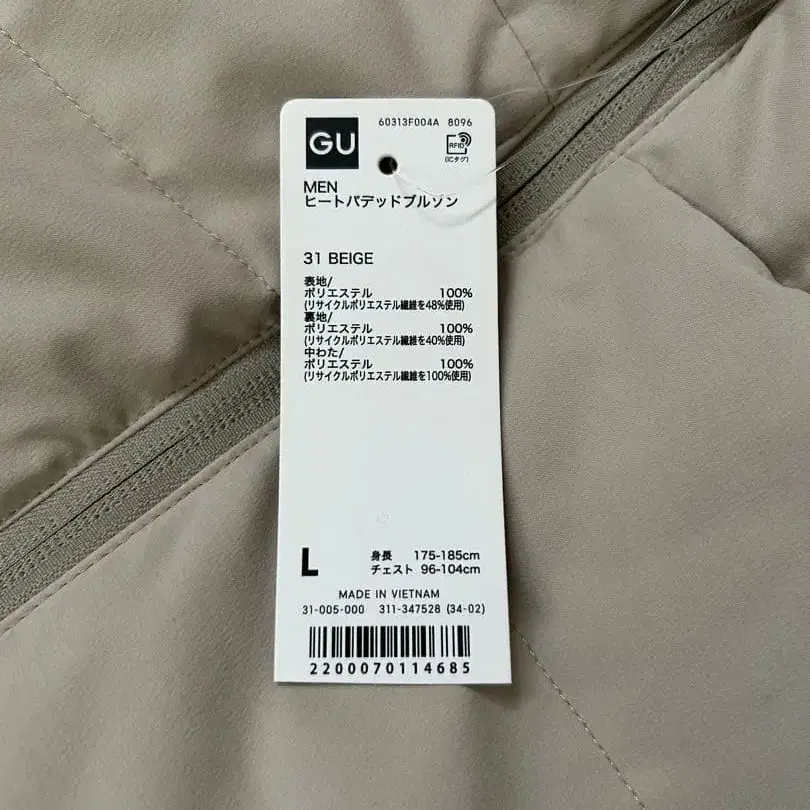 60313F004A 8096
GU
RFID
(ICタグ)
MEN
ヒートパデッドブルゾン
31 BEIGE
表地/
ポリエステル 100%
(リサイクルポリエステル繊維を48%使用)
裏地/
ポリエステル 100%
(リサイクルポリエステル繊維を40%使用)
中わた/
ポリエステル 100%
(リサイクルポリエステル繊維を100%使用)
L 身長 175-185cm
チェスト 96-104cm
MADE IN VIETNAM
31-005-000 311-347528 (34-02)
2200070114685